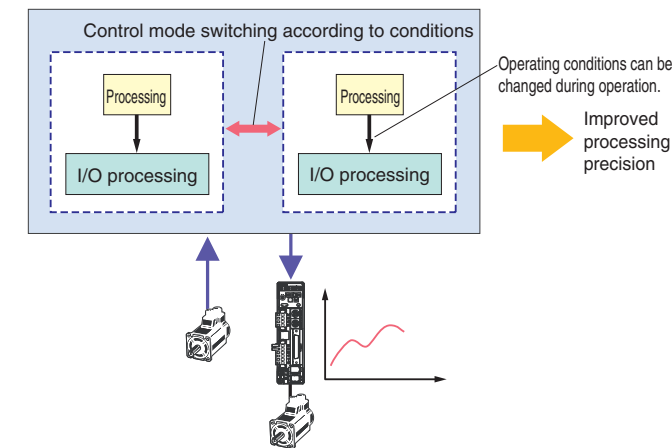 Control mode switching according to conditions
Processing
I/O processing
Processing
I/O processing
Operating conditions can be
changed during operation.
Improved
processing
precision